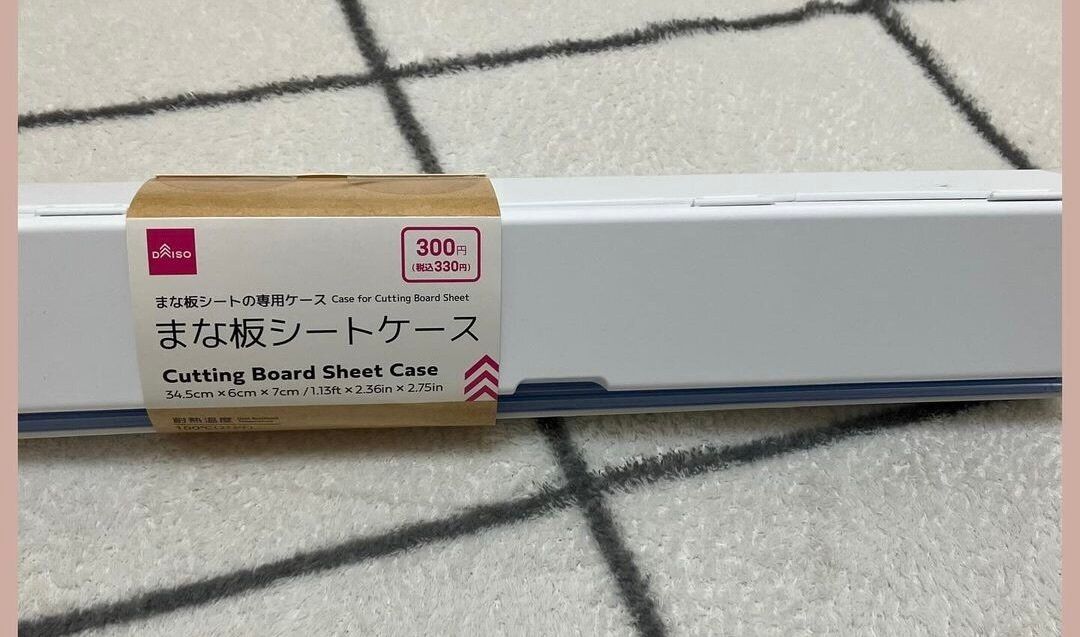 DAISO
300円
(税込330円)
まな板シートの専用ケース Case for Cutting Board Sheet
まな板シートケース
Cutting Board Sheet Case
34.5cm×6cm×7cm/1.13ft×2.36in×2.75in
耐熱温度